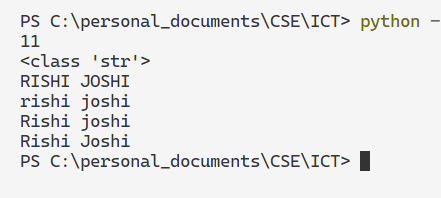 PS C:\personal_documents\CSE\ICT> python -
11
<class 'str'>
RISHI JOSHI
rishi joshi
Rishi joshi
Rishi Joshi
PS C:\personal_documents\CSE\ICT>